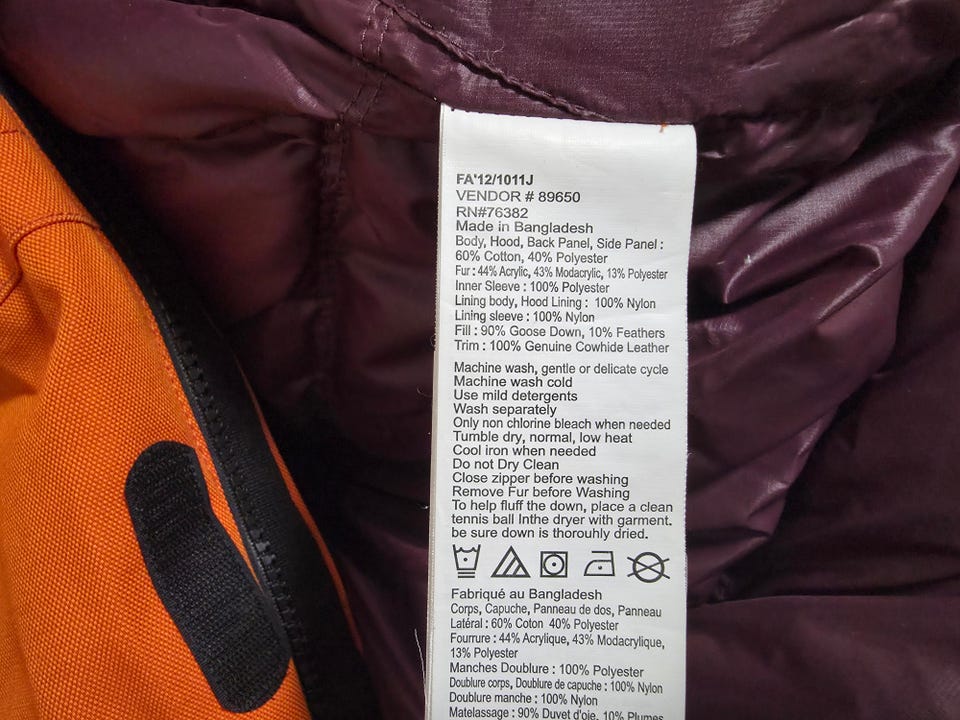 FA'12/1011J
VENDOR # 89650
RN#76382
Made in Bangladesh
Body, Hood, Back Panel, Side Panel :
60% Cotton, 40% Polyester
Fur : 44% Acrylic, 43% Modacrylic, 13% Polyester
Inner Sleeve : 100% Polyester
Lining body, Hood Lining : 100% Nylon
Lining sleeve : 100% Nylon
Fill : 90% Goose Down, 10% Feathers
Trim : 100% Genuine Cowhide Leather
Machine wash, gentle or delicate cycle
Machine wash cold
Use mild detergents
Wash separately
Only non chlorine bleach when needed
Tumble dry, normal, low heat
Cool iron when needed
Do not Dry Clean
Close zipper before washing
Remove Fur before Washing
To help fluff the down, place a clean
tennis ball Inthe dryer with garment.
be sure down is thoroughly dried.
Fabriqué au Bangladesh
Corps, Capuche, Panneau de dos, Panneau
Latéral : 60% Coton 40% Polyester
Fourrure : 44% Acrylique, 43% Modacrylique,
13% Polyester
Manches Doublure : 100% Polyester
Doublure corps, Doublure de capuche : 100% Nylon
Doublure manche : 100% Nylon
Matelassage : 90% Duvet d'oie, 10% Plumes